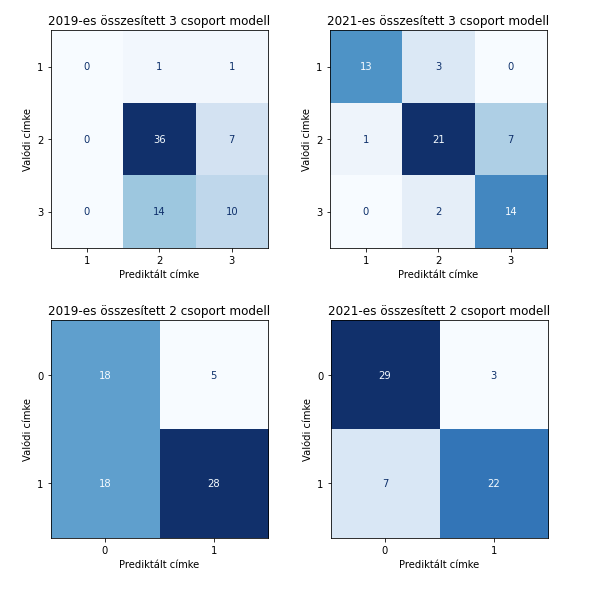 2019-es összesített 3 csoport modell
Valódi címke
1 0 1 1
2 0 36 7
3 0 14 10
1 2 3
Prediktált címke
2021-es összesített 3 csoport modell
Valódi címke
1 13 3 0
2 1 21 7
3 0 2 14
1 2 3
Prediktált címke
2019-es összesített 2 csoport modell
Valódi címke
0 18 5
1 18 28
0 1
Prediktált címke
2021-es összesített 2 csoport modell
Valódi címke
0 29 3
1 7 22
0 1
Prediktált címke